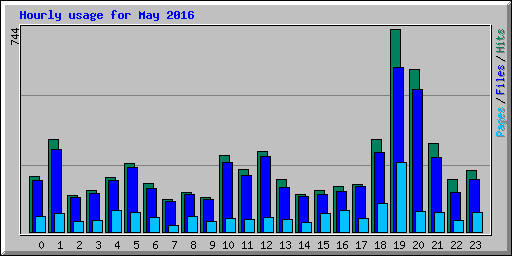 Hourly usage for May 2016
744
Pages / Files / Hits
0 1 2 3 4 5 6 7 8 9 10 11 12 13 14 15 16 17 18 19 20 21 22 23